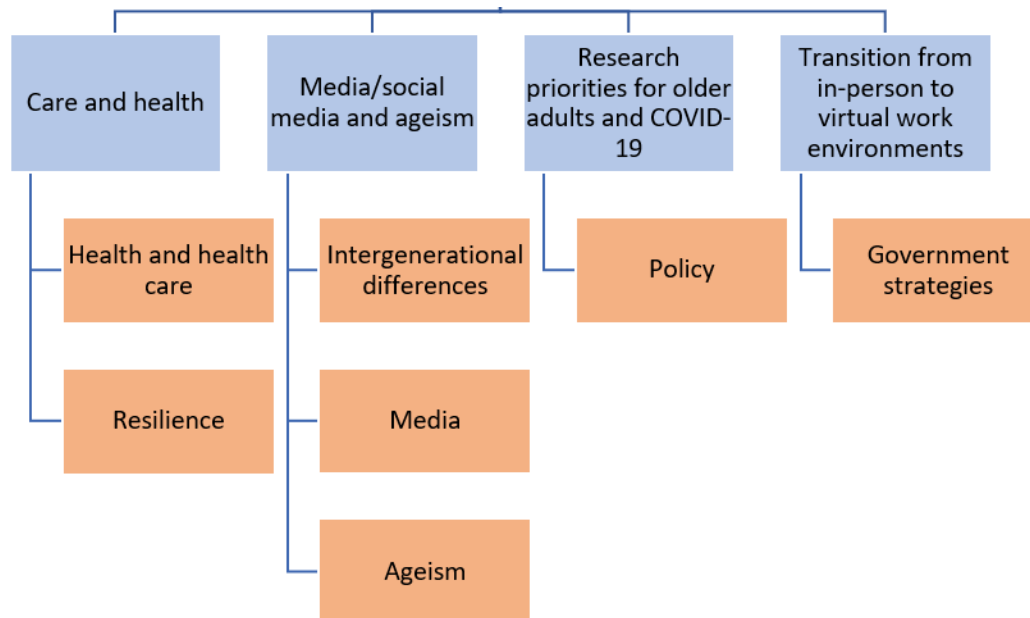 Care and health
Media/social
media and ageism
Research
priorities for older
adults and COVID-
19
Transition from
in-person to
virtual work
environments
Health and health
care
Intergenerational
differences
Policy
Government
strategies
Resilience
Media
Ageism